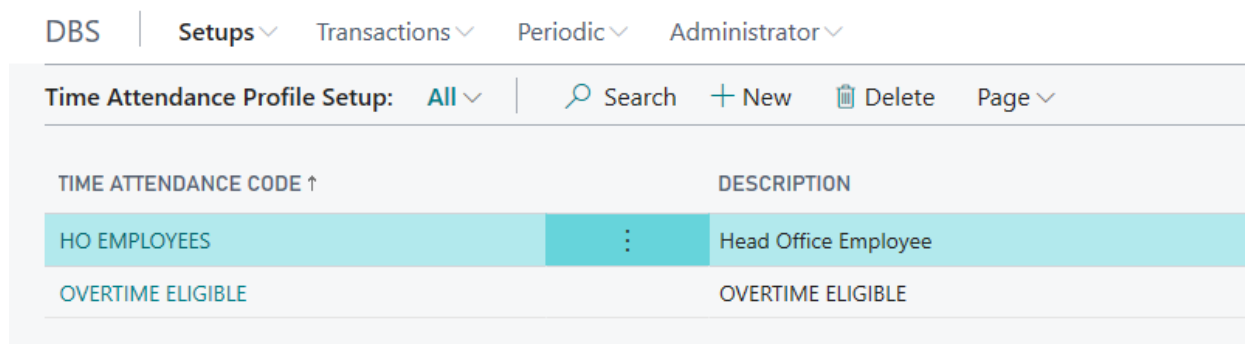 DBS Setups Transactions Periodic Administrator
Time Attendance Profile Setup: All Search + New Delete Page
TIME ATTENDANCE CODE ↑ DESCRIPTION
HO EMPLOYEES Head Office Employee
OVERTIME ELIGIBLE OVERTIME ELIGIBLE